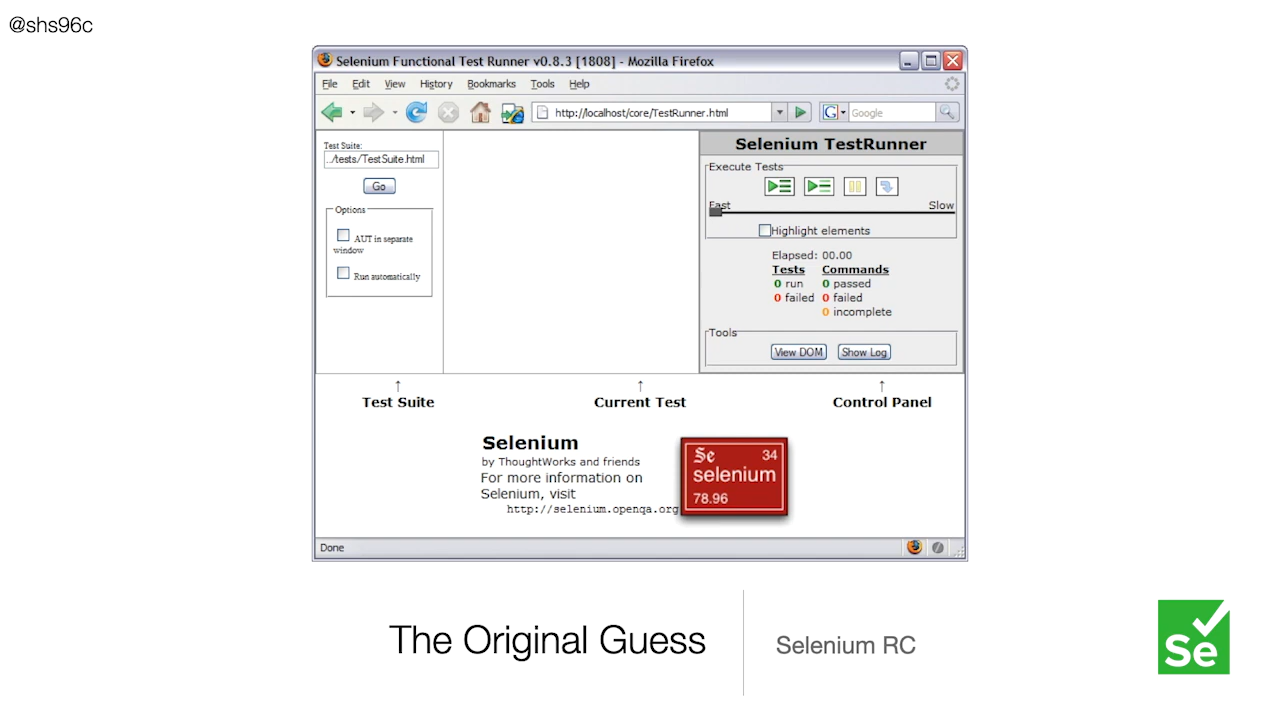 @shs96c
Selenium Functional Test Runner v0.8.3 [1808] - Mozilla Firefox
File Edit View History Bookmarks Tools Help
http://localhost/core/TestRunner.html
G Google
Test Suite:
../tests/TestSuite.html
Go
Options
AUT in separate
window
Run automatically
Selenium TestRunner
Execute Tests
Fast Slow
Highlight elements
Elapsed: 00.00
Tests Commands
0 run 0 passed
0 failed 0 failed
0 incomplete
Tools
View DOM Show Log
↑ ↑ ↑
Test Suite Current Test Control Panel
Selenium
by ThoughtWorks and friends
For more information on
Selenium, visit
http://selenium.openqa.org
Se 34
selenium
78.96
Done
The Original Guess
Selenium RC
Se